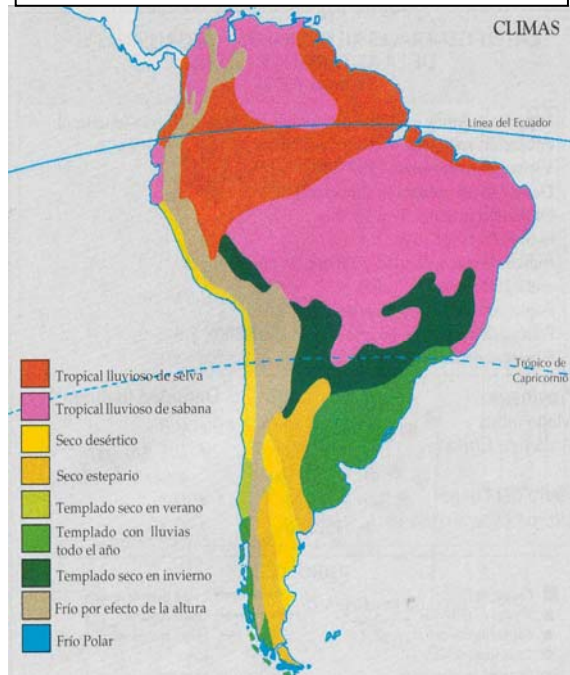 CLIMAS
Línea del Ecuador
Trópico de
Capricornio
Tropical lluvioso de selva
Tropical lluvioso de sabana
Seco desértico
Seco estepario
Templado seco en verano
Templado con lluvias
todo el año
Templado seco en invierno
Frío por efecto de la altura
Frío Polar